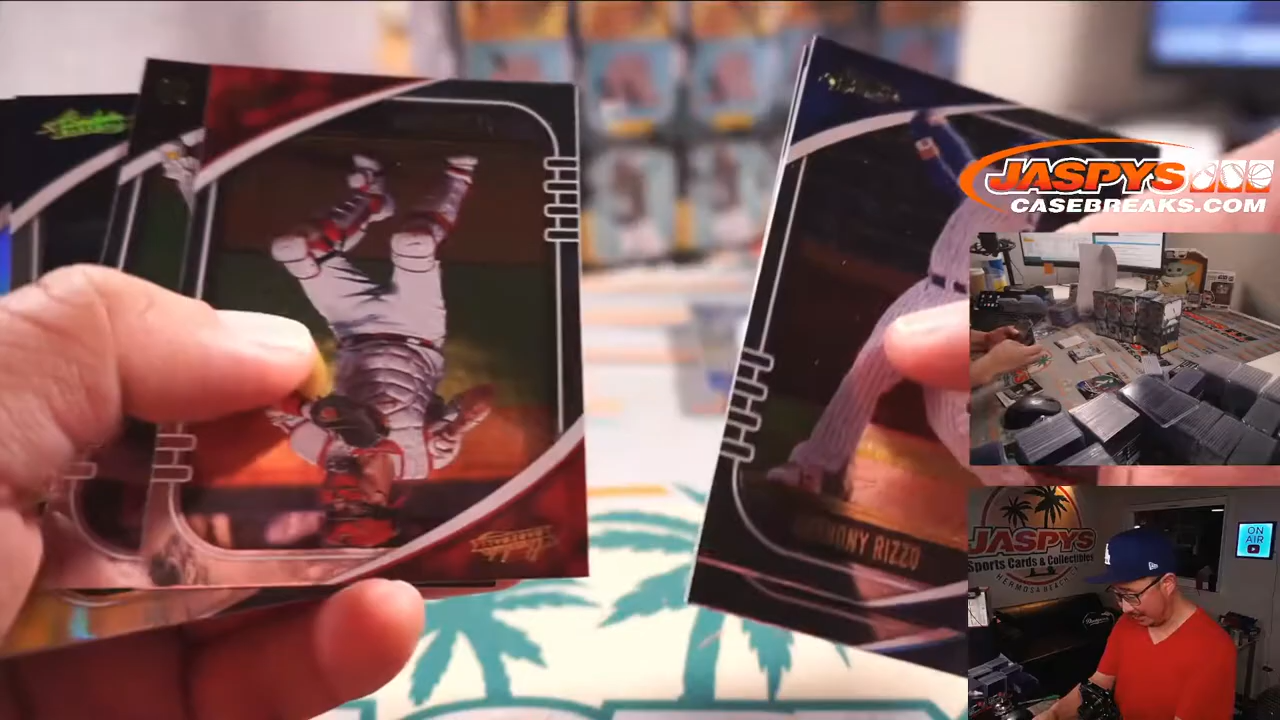 JASPYS
CASEBREAKS.COM
ANTHONY RIZZO
JASPYS
Sports Cards & Collectibles
HERMOSA BEACH
ON
AIR